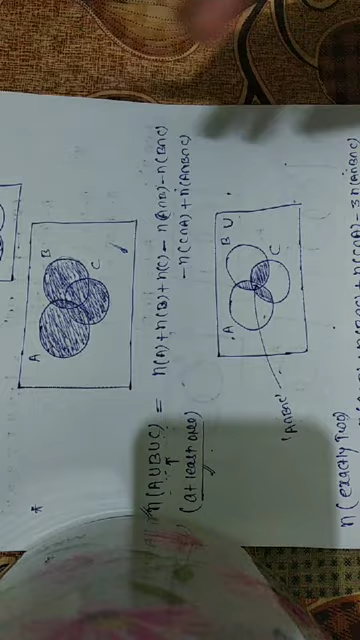 *
A
B
C
n(A∪B∪C) = n(A)+n(B)+n(C) - n(A∩B) - n(B∩C)
(at least one)
- n(C∩A) + n(A∩B∩C)
A
B U
C
A∩B∩C'
n(exactly two)
3n(A∩B∩C)